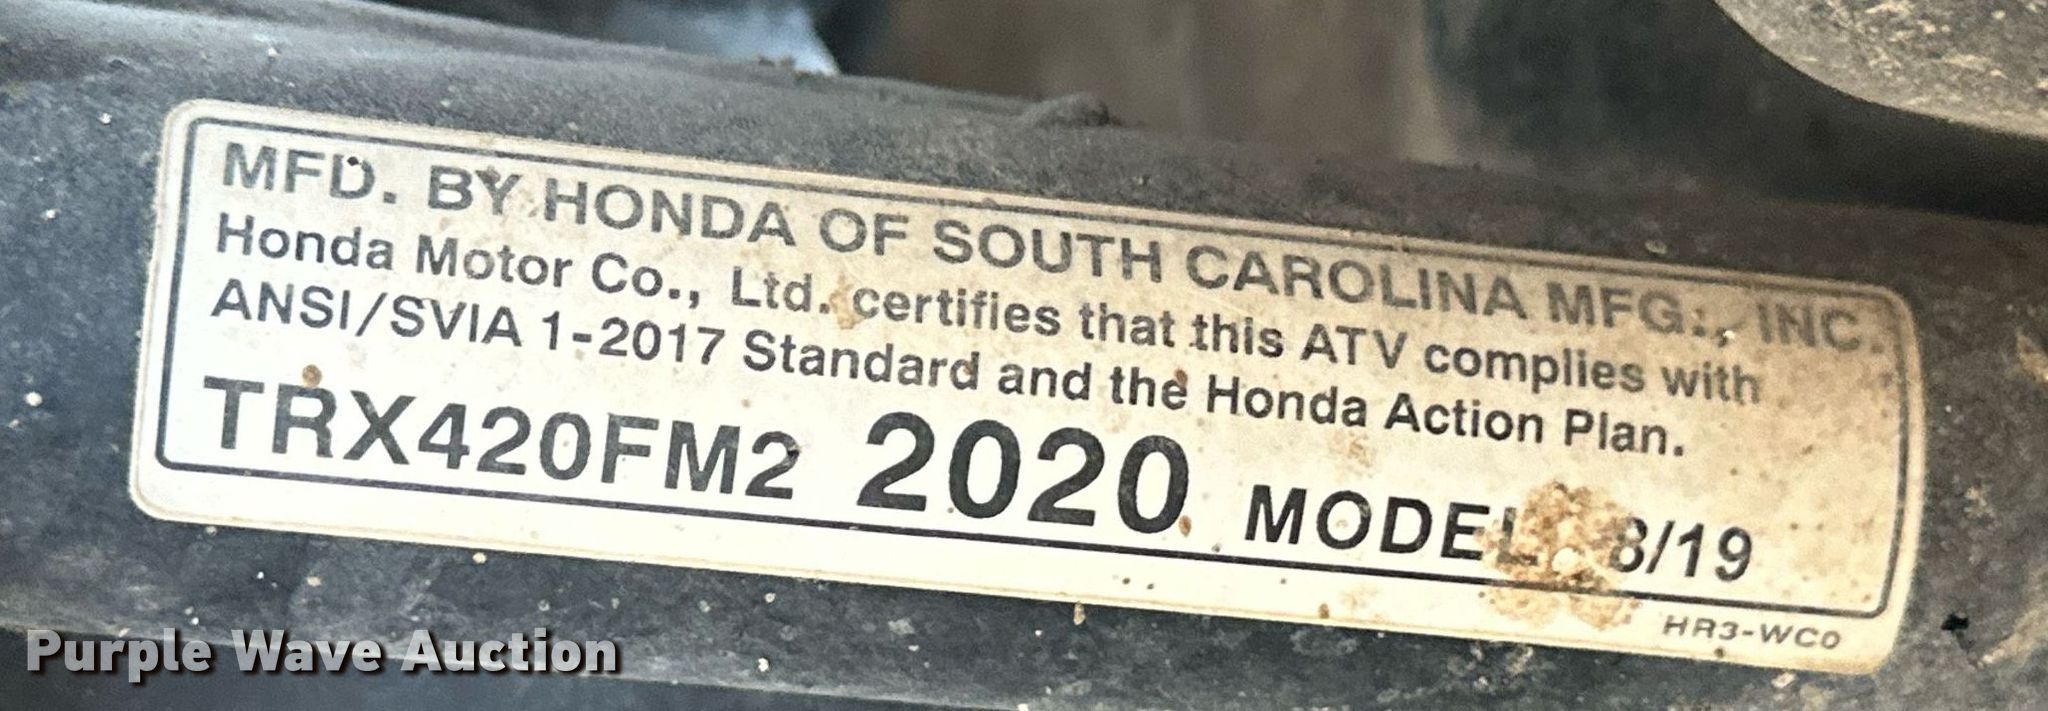 MFD. BY HONDA OF SOUTH CAROLINA MFG., INC.
Honda Motor Co., Ltd. certifies that this ATV complies with
ANSI/SVIA 1-2017 Standard and the Honda Action Plan.
TRX420FM2 2020 MODEL 8/19
HR3-WC0
Purple Wave Auction